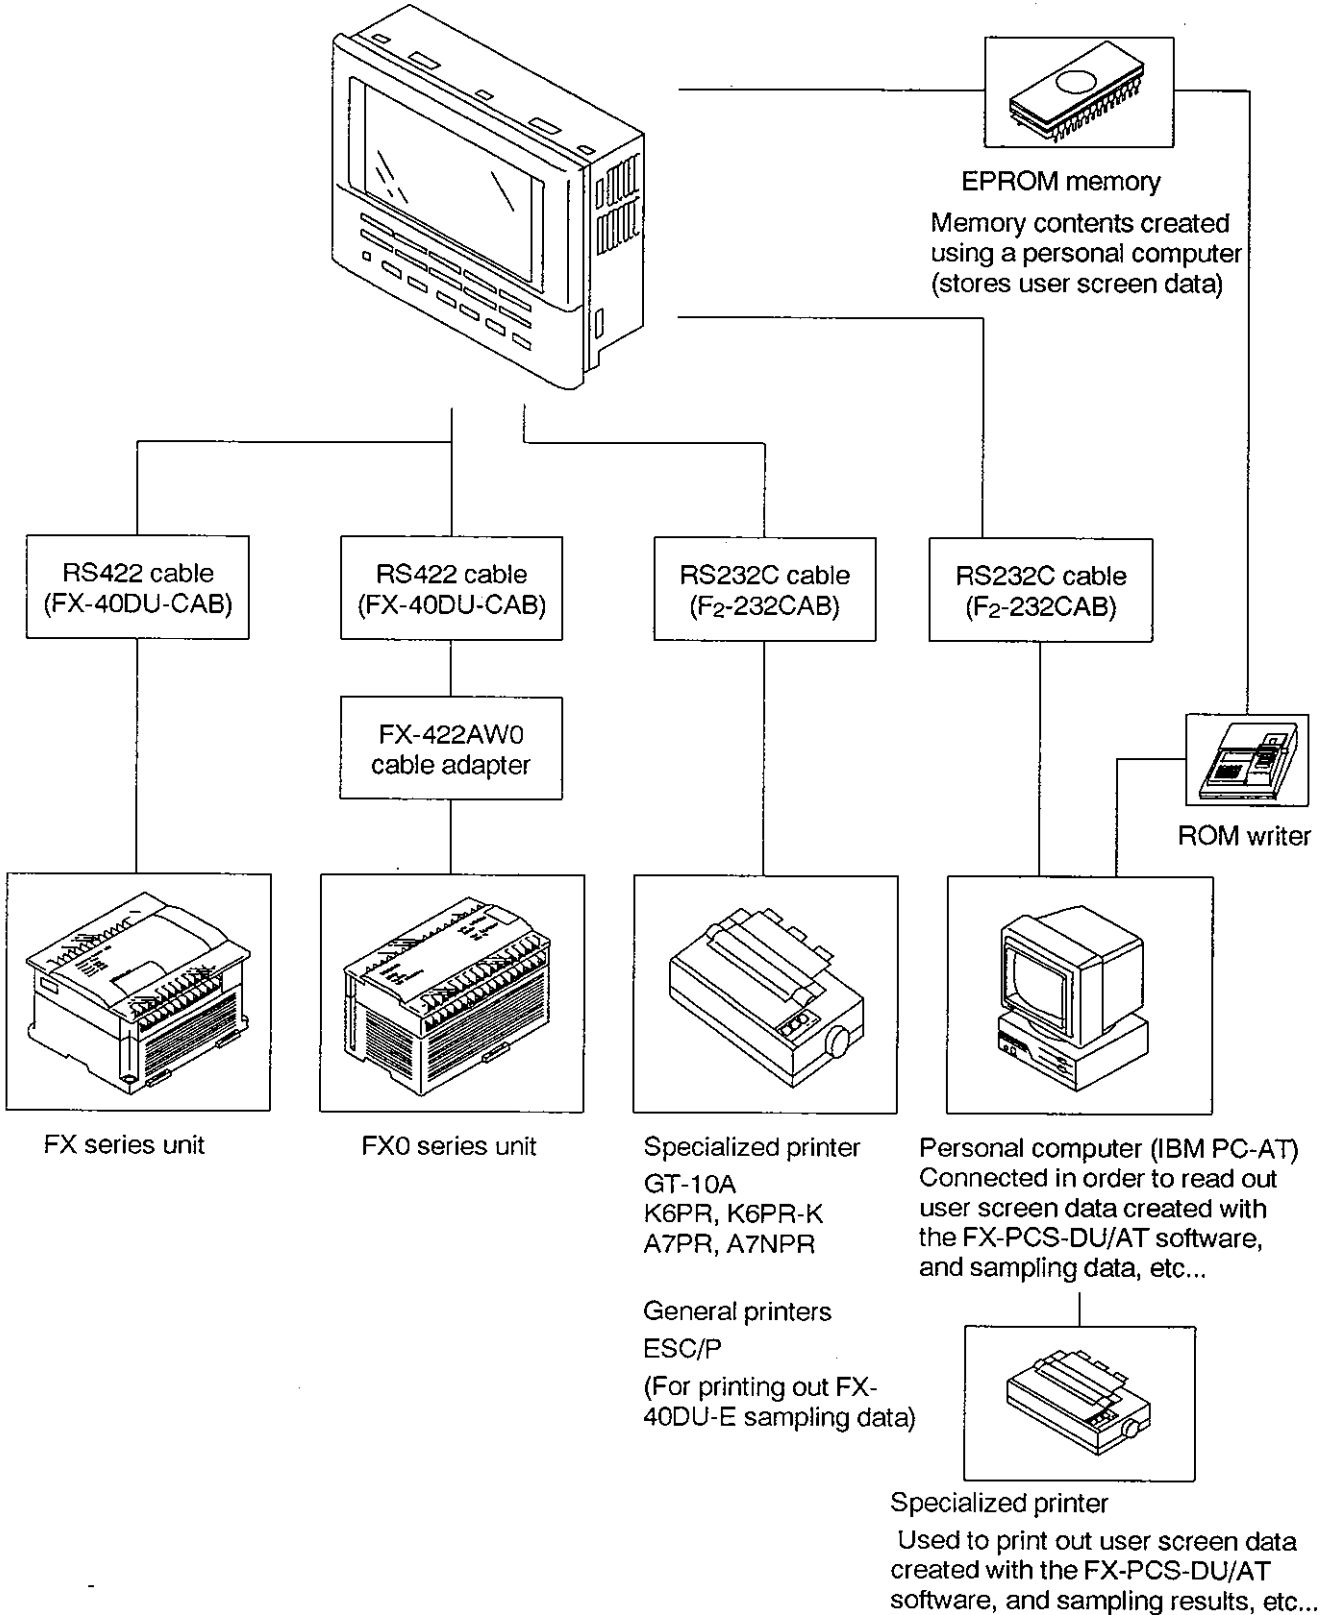 EPROM memory
Memory contents created
using a personal computer
(stores user screen data)
RS422 cable
(FX-40DU-CAB)
RS422 cable
(FX-40DU-CAB)
RS232C cable
(F2-232CAB)
RS232C cable
(F2-232CAB)
FX-422AW0
cable adapter
ROM writer
FX series unit
FX0 series unit
Specialized printer
GT-10A
K6PR, K6PR-K
A7PR, A7NPR
General printers
ESC/P
(For printing out FX-
40DU-E sampling data)
Personal computer (IBM PC-AT)
Connected in order to read out
user screen data created with
the FX-PCS-DU/AT software,
and sampling data, etc...
Specialized printer
Used to print out user screen data
created with the FX-PCS-DU/AT
software, and sampling results, etc...